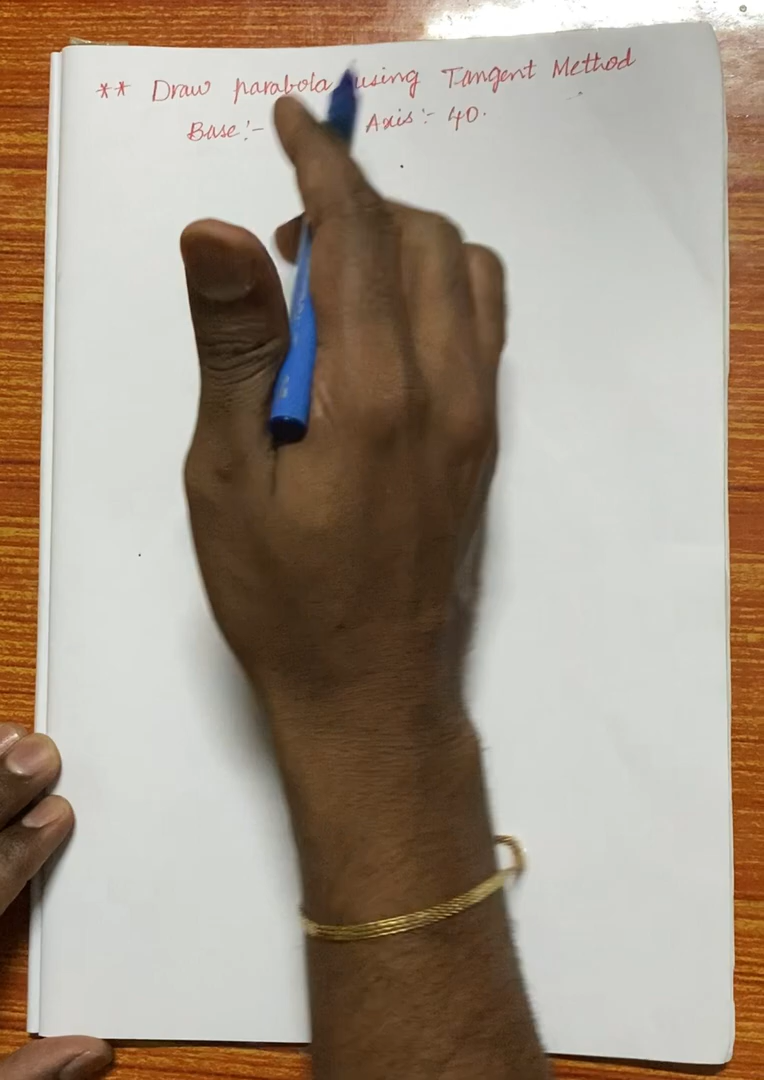 ** Draw parabola using Tangent Method
Base :- Axis :- 40.